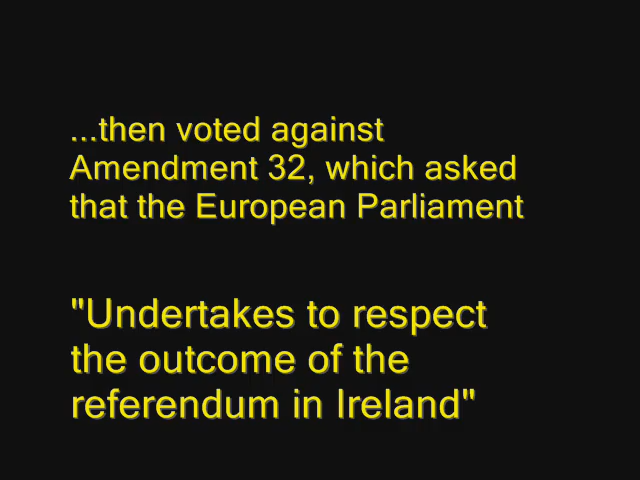 ...then voted against
Amendment 32, which asked
that the European Parliament
"Undertakes to respect
the outcome of the
referendum in Ireland"